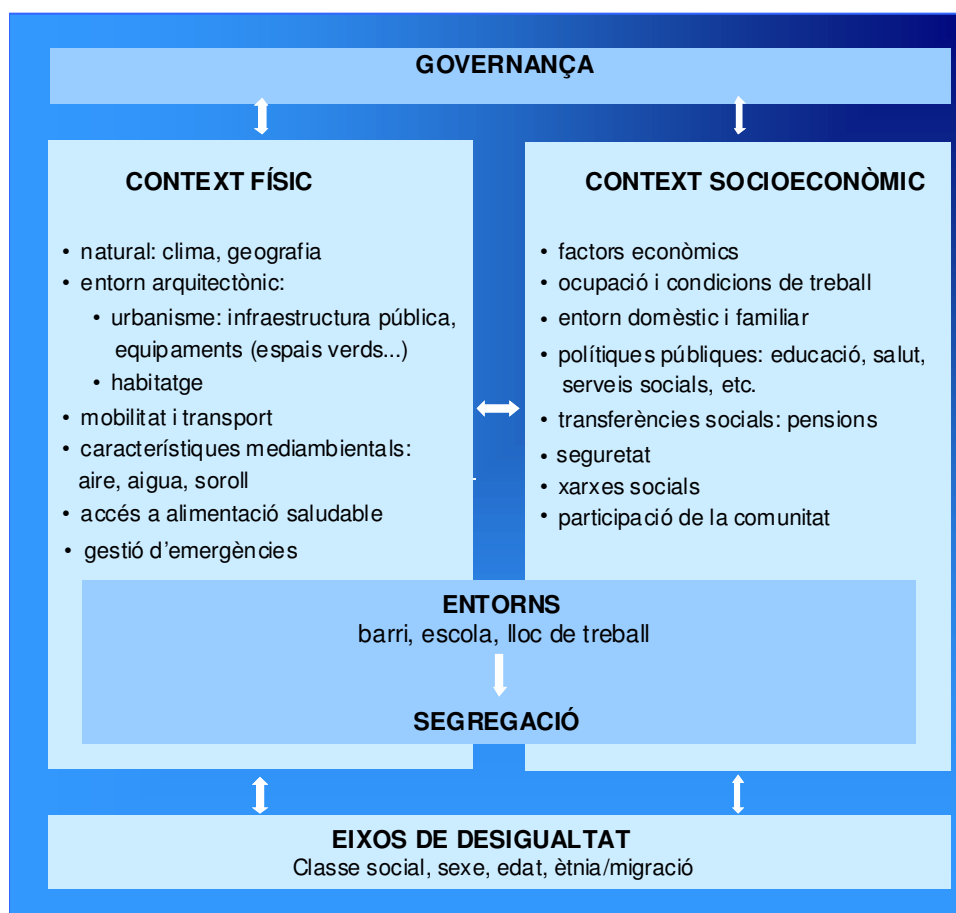 GOVERNANÇA
CONTEXT FÍSIC
• natural: clima, geografia
• entorn arquitectònic:
• urbanisme: infraestructura pública,
equipaments (espais verds...)
• habitatge
• mobilitat i transport
• característiques mediambientals:
aire, aigua, soroll
• accés a alimentació saludable
• gestió d'emergències
CONTEXT SOCIOECONÒMIC
• factors econòmics
• ocupació i condicions de treball
• entorn domèstic i familiar
• polítiques públiques: educació, salut,
serveis socials, etc.
• transferències socials: pensions
• seguretat
• xarxes socials
• participació de la comunitat
ENTORNS
barri, escola, lloc de treball
SEGREGACIÓ
EIXOS DE DESIGUALTAT
Classe social, sexe, edat, ètnia/migració